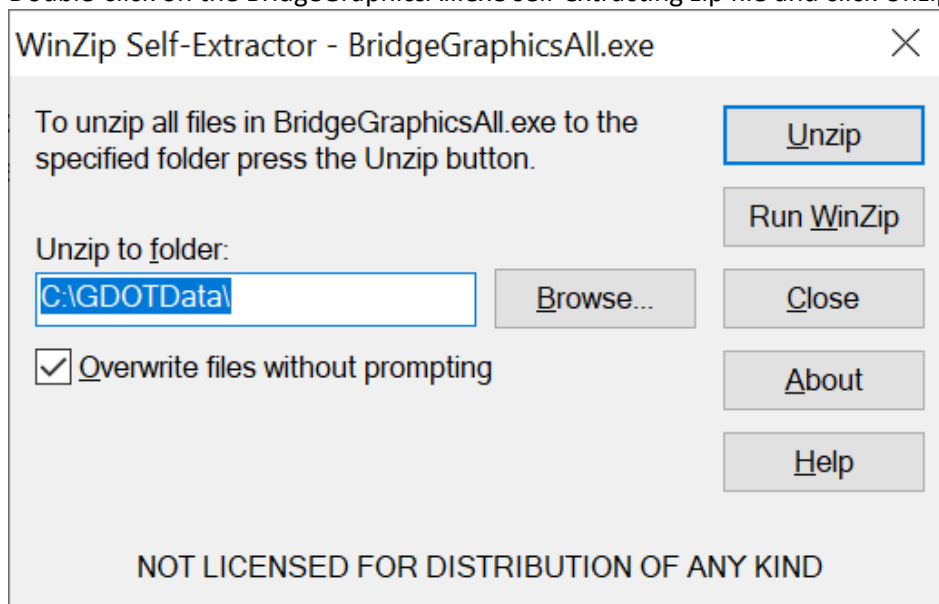 WinZip Self-Extractor - BridgeGraphicsAll.exe
To unzip all files in BridgeGraphicsAll.exe to the
specified folder press the Unzip button.
Unzip
Run WinZip
Unzip to folder:
C:\GDOTData\
Browse...
Close
Overwrite files without prompting
About
Help
NOT LICENSED FOR DISTRIBUTION OF ANY KIND